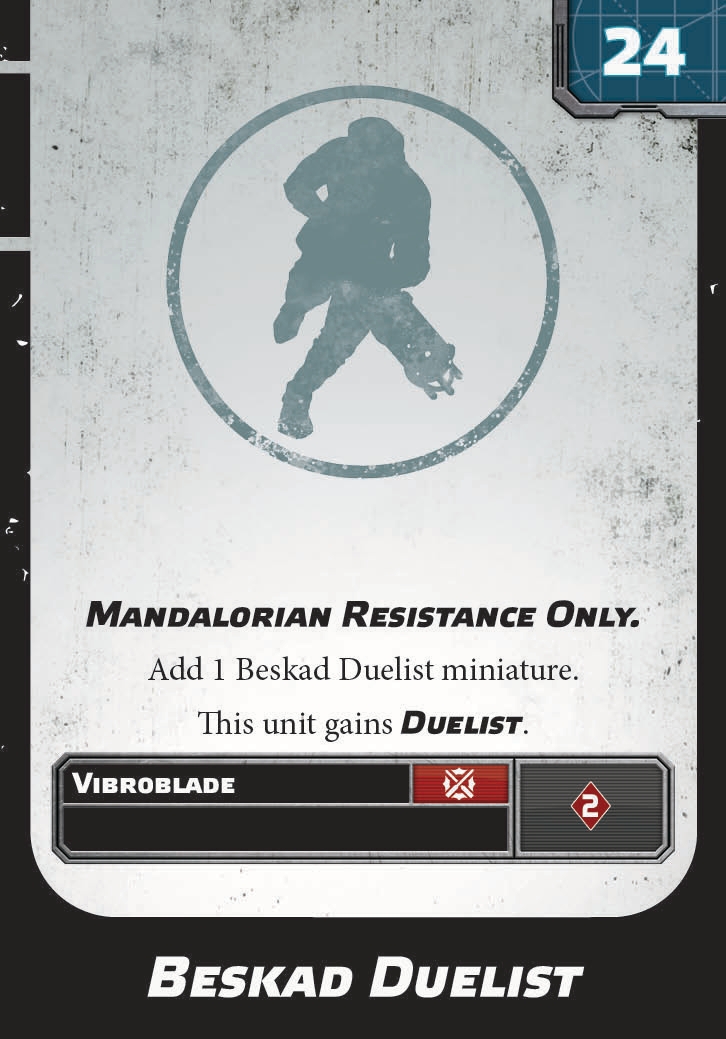 24
Mandalorian Resistance Only.
Add 1 Beskad Duelist miniature.
This unit gains Duelist.
Vibroblade
2
Beskad Duelist